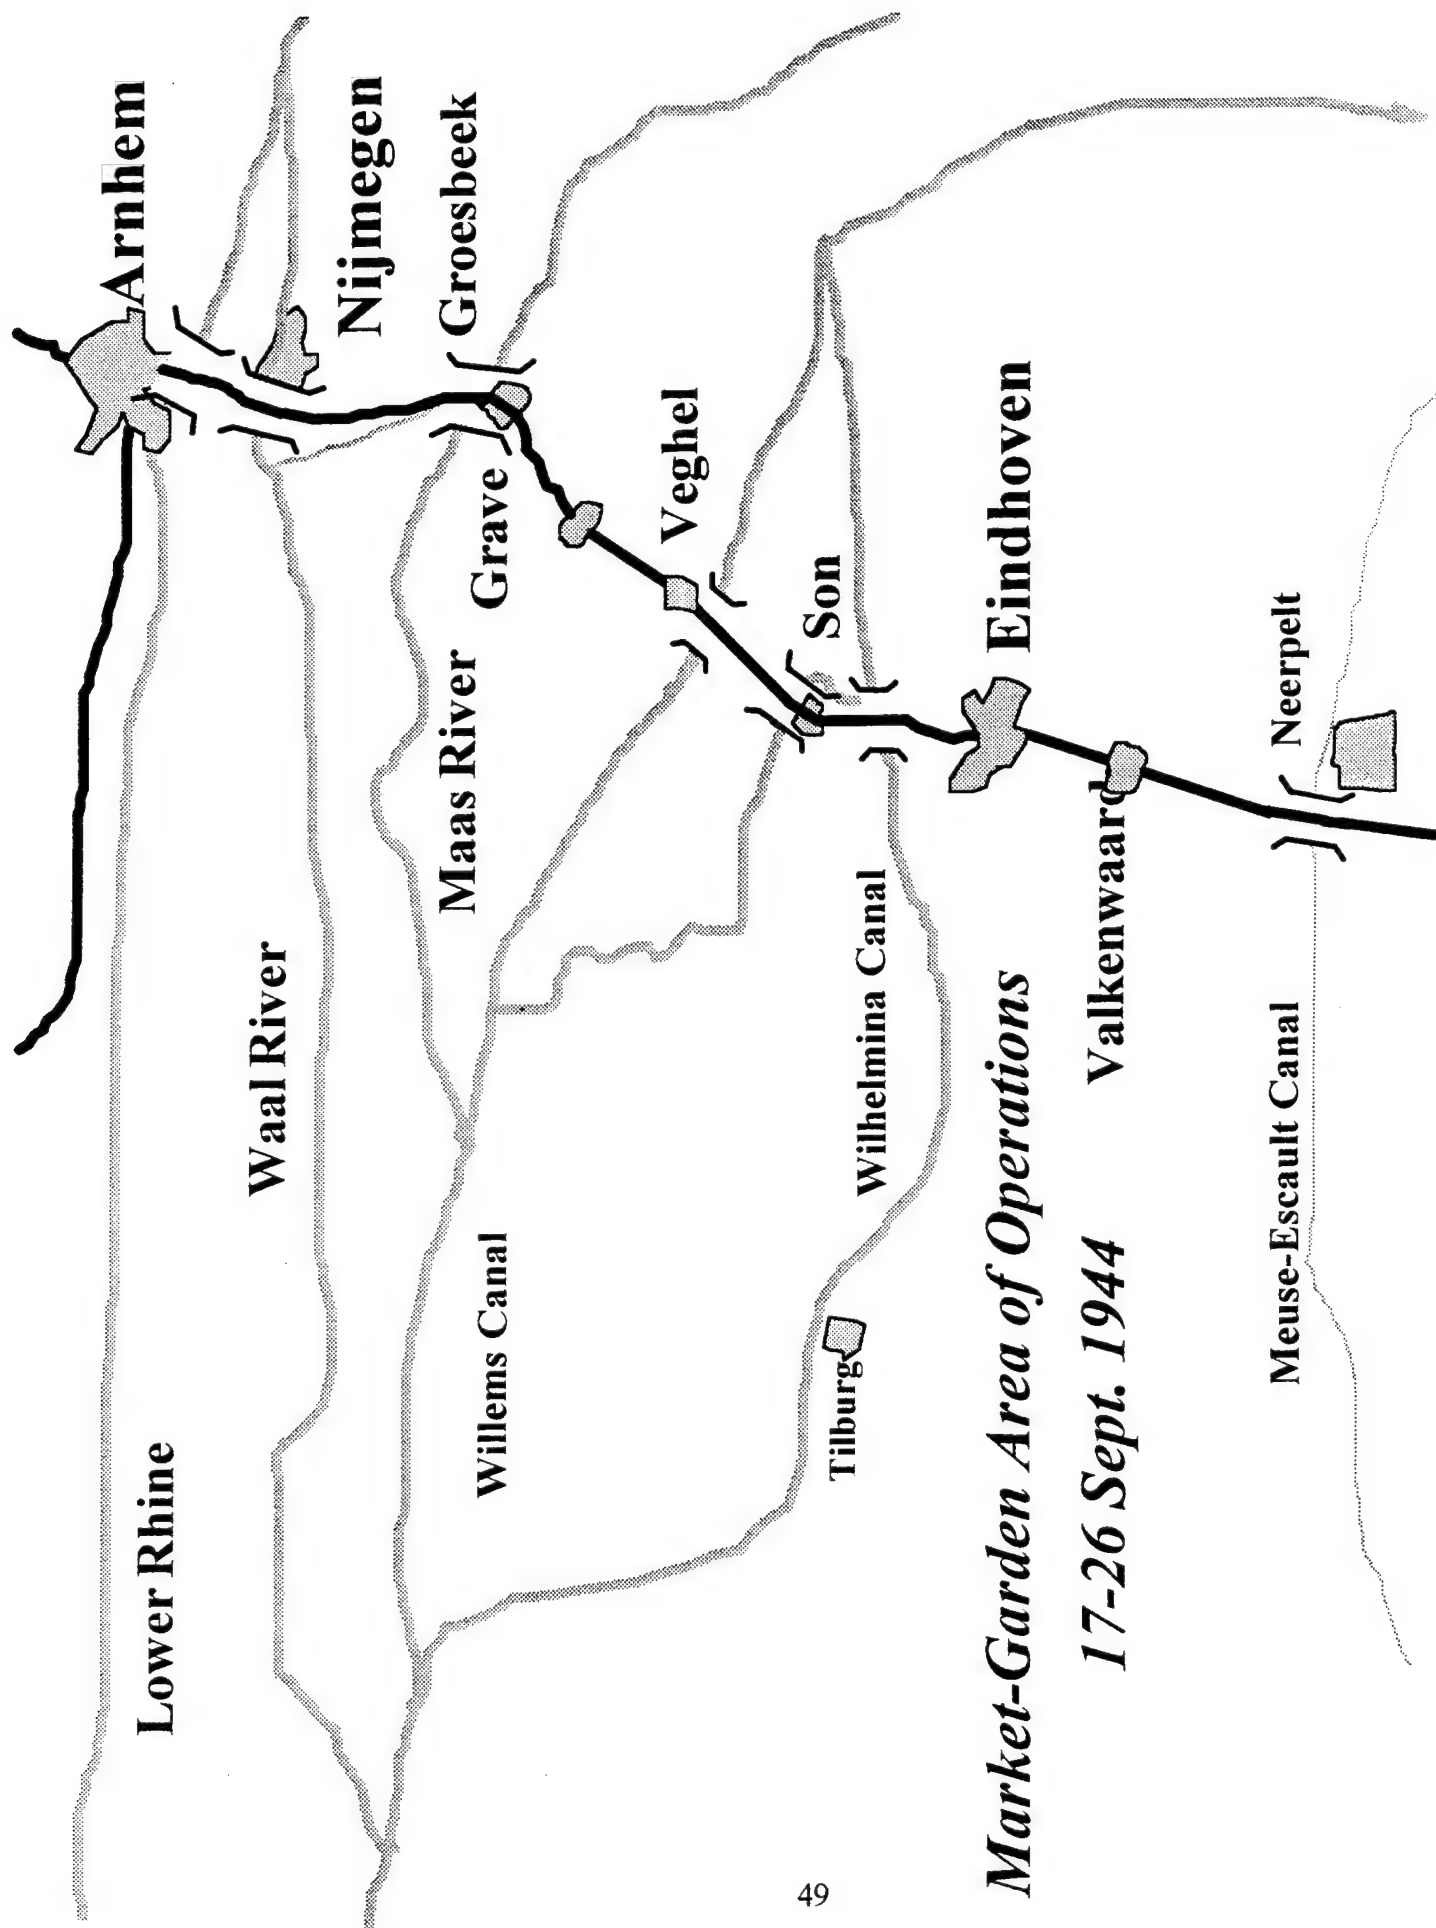 Arnhem
Nijmegen
Groesbeek
Lower Rhine
Waal River
Maas River
Grave
Veghel
Willems Canal
Son
Tilburg
Wilhelmina Canal
Eindhoven
Market-Garden Area of Operations
17-26 Sept. 1944
Valkenwaard
Neerpelt
Meuse-Escault Canal
49